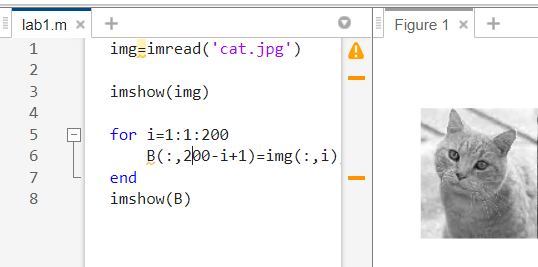 lab1.m × +
1 img=imread('cat.jpg')
2
3 imshow(img)
4
5 for i=1:1:200
6 B(:,200-i+1)=img(:,i)
7 end
8 imshow(B)
Figure 1 × +